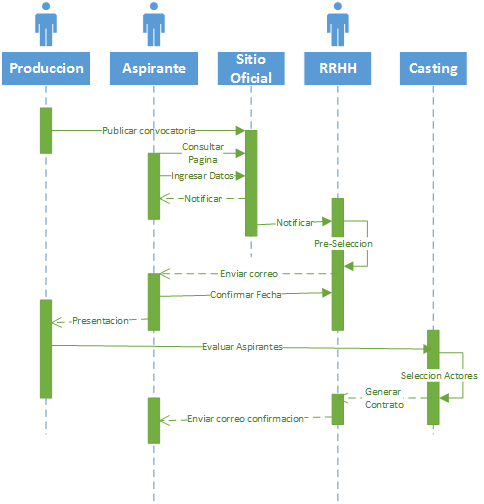 Produccion
Aspirante
Sitio
Oficial
RRHH
Casting
Publicar convocatoria
Consultar
Pagina
Ingresar Datos
Notificar
Notificar
Pre-Seleccion
Enviar correo
Confirmar Fecha
Presentacion
Evaluar Aspirantes
Seleccion Actores
Generar
Contrato
Enviar correo confirmacion